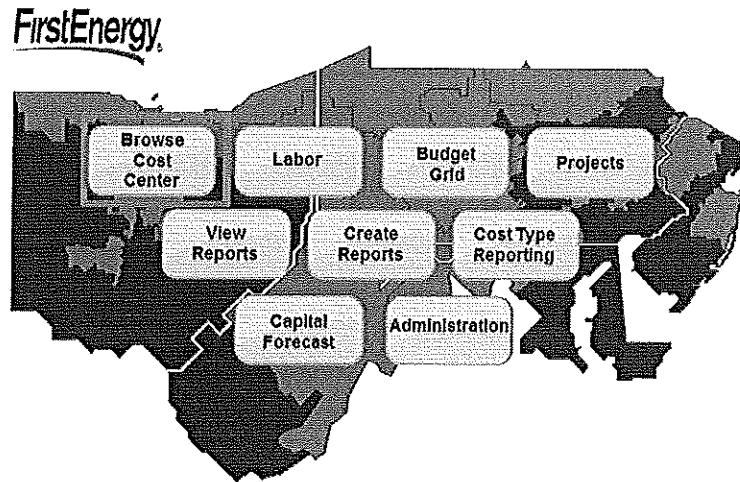 FirstEnergy
Browse
Cost
Center
Labor
Budget
Grid
Projects
View
Reports
Create
Reports
Cost Type
Reporting
Capital
Forecast
Administration